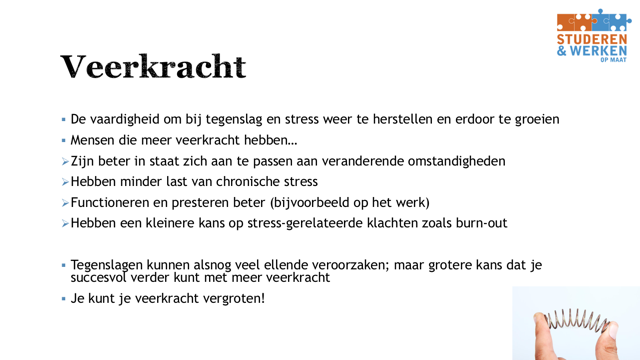 STUDEREN
& WERKEN
OP MAAT
Veerkracht
▪ De vaardigheid om bij tegenslag en stress weer te herstellen en erdoor te groeien
▪ Mensen die meer veerkracht hebben…
➢Zijn beter in staat zich aan te passen aan veranderende omstandigheden
➢Hebben minder last van chronische stress
➢Functioneren en presteren beter (bijvoorbeeld op het werk)
➢Hebben een kleinere kans op stress-gerelateerde klachten zoals burn-out
▪ Tegenslagen kunnen alsnog veel ellende veroorzaken; maar grotere kans dat je
succesvol verder kunt met meer veerkracht
▪ Je kunt je veerkracht vergroten!